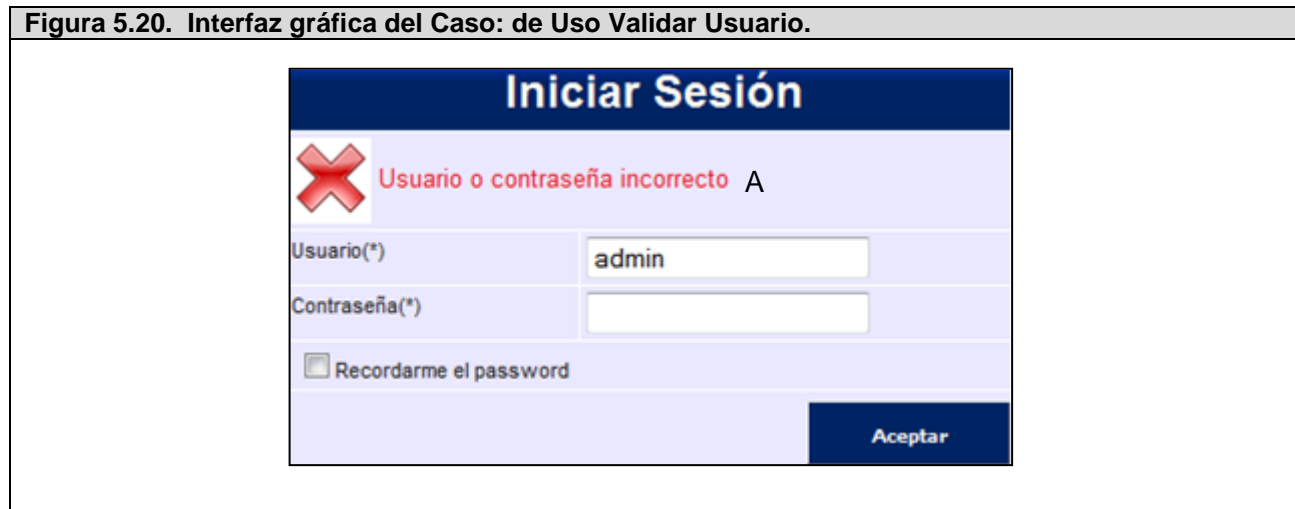 Figura 5.20. Interfaz gráfica del Caso: de Uso Validar Usuario.
Iniciar Sesión
Usuario o contraseña incorrecto A
Usuario(*) admin
Contraseña(*)
Recordarme el password
Aceptar